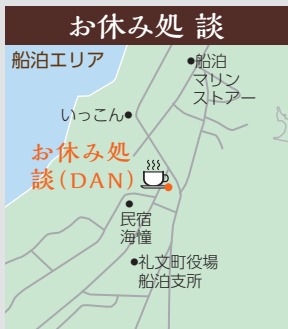 お休み処 談
船泊エリア
船泊
マリン
ストアー
いっこん
お休み処
談(DAN)
民宿
海憧
礼文町役場
船泊支所